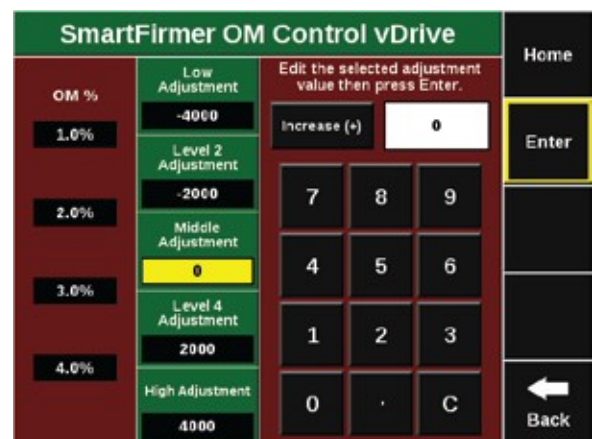 SmartFirmer OM Control vDrive
OM %
1.0%
2.0%
3.0%
4.0%
Low
Adjustment
-4000
Level 2
Adjustment
-2000
Middle
Adjustment
0
Level 4
Adjustment
2000
High Adjustment
4000
Edit the selected adjustment
value then press Enter.
Increase (+)
0
7 8 9
4 5 6
1 2 3
0 . C
Home
Enter
Back